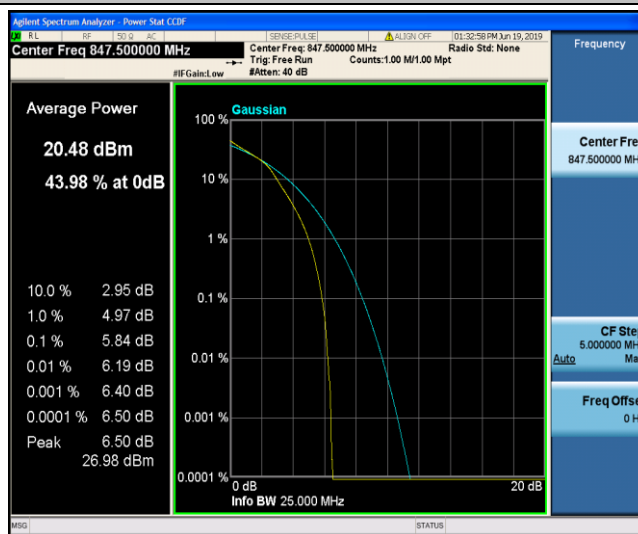 Agilent Spectrum Analyzer - Power Stat CCDF
RL RF 50 Ω AC SENSE:PULSE ALIGN OFF 01:32:58 PM Jun 19, 2019
Center Freq 847.500000 MHz
Center Freq: 847.500000 MHz Radio Std: None
Trig: Free Run Counts:1.00 M/1.00 Mpt
#IFGain:Low #Atten: 40 dB
Frequency
Average Power
20.48 dBm
43.98 % at 0dB
10.0 % 2.95 dB
1.0 % 4.97 dB
0.1 % 5.84 dB
0.01 % 6.19 dB
0.001 % 6.40 dB
0.0001 % 6.50 dB
Peak 6.50 dB
26.98 dBm
Gaussian
100 %
10 %
1 %
0.1 %
0.01 %
0.001 %
0.0001 %
0 dB 20 dB
Info BW 25.000 MHz
Center Fre
847.500000 MH
CF Ste
5.000000 MH
Auto Ma
Freq Offse
0 H
MSG STATUS